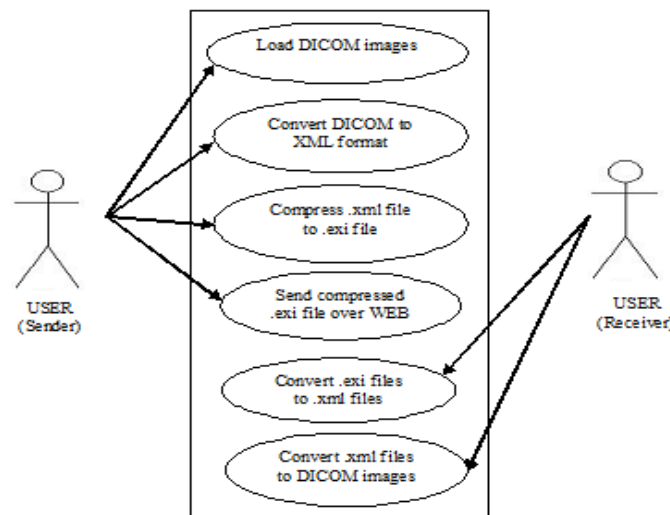 Load DICOM images
Convert DICOM to
XML format
Compress .xml file
to .exi file
Send compressed
.exi file over WEB
Convert .exi files
to .xml files
Convert .xml files
to DICOM images
USER
(Sender)
USER
(Receiver)